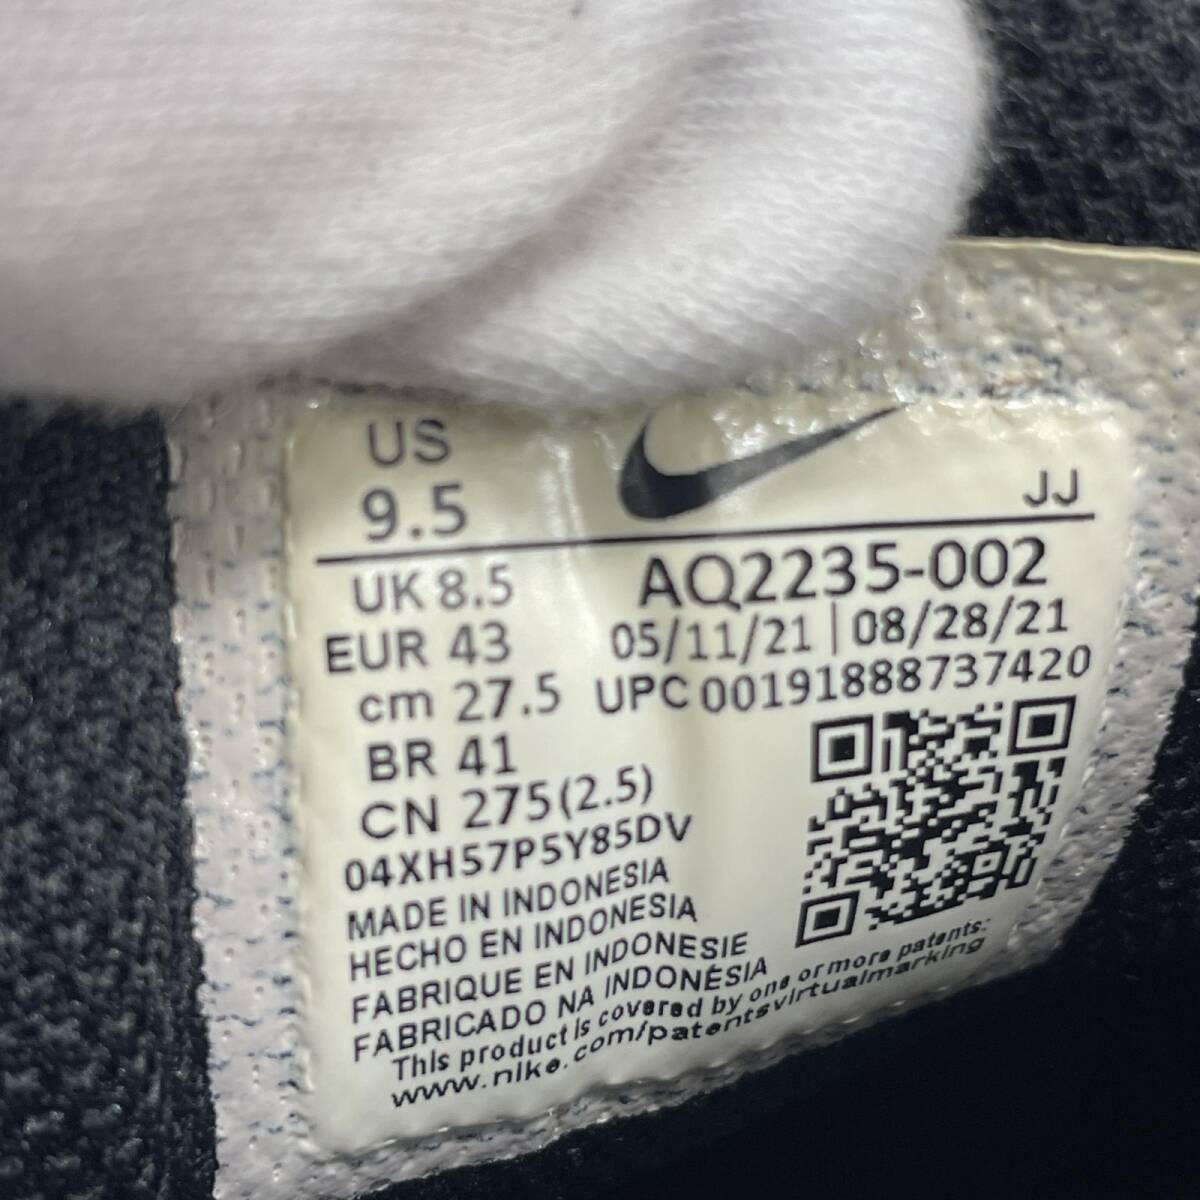 US
9.5
JJ
UK 8.5
EUR 43
cm 27.5
BR 41
CN 275(2.5)
AQ2235-002
05/11/21 | 08/28/21
UPC 00191888737420
04XH57P5Y85DV
MADE IN INDONESIA
HECHO EN INDONESIA
FABRIQUE EN INDONESIE
FABRICADO NA INDONÉSIA
This product is covered by one or more patents:
www.nike.com/patentsvirtualmarking